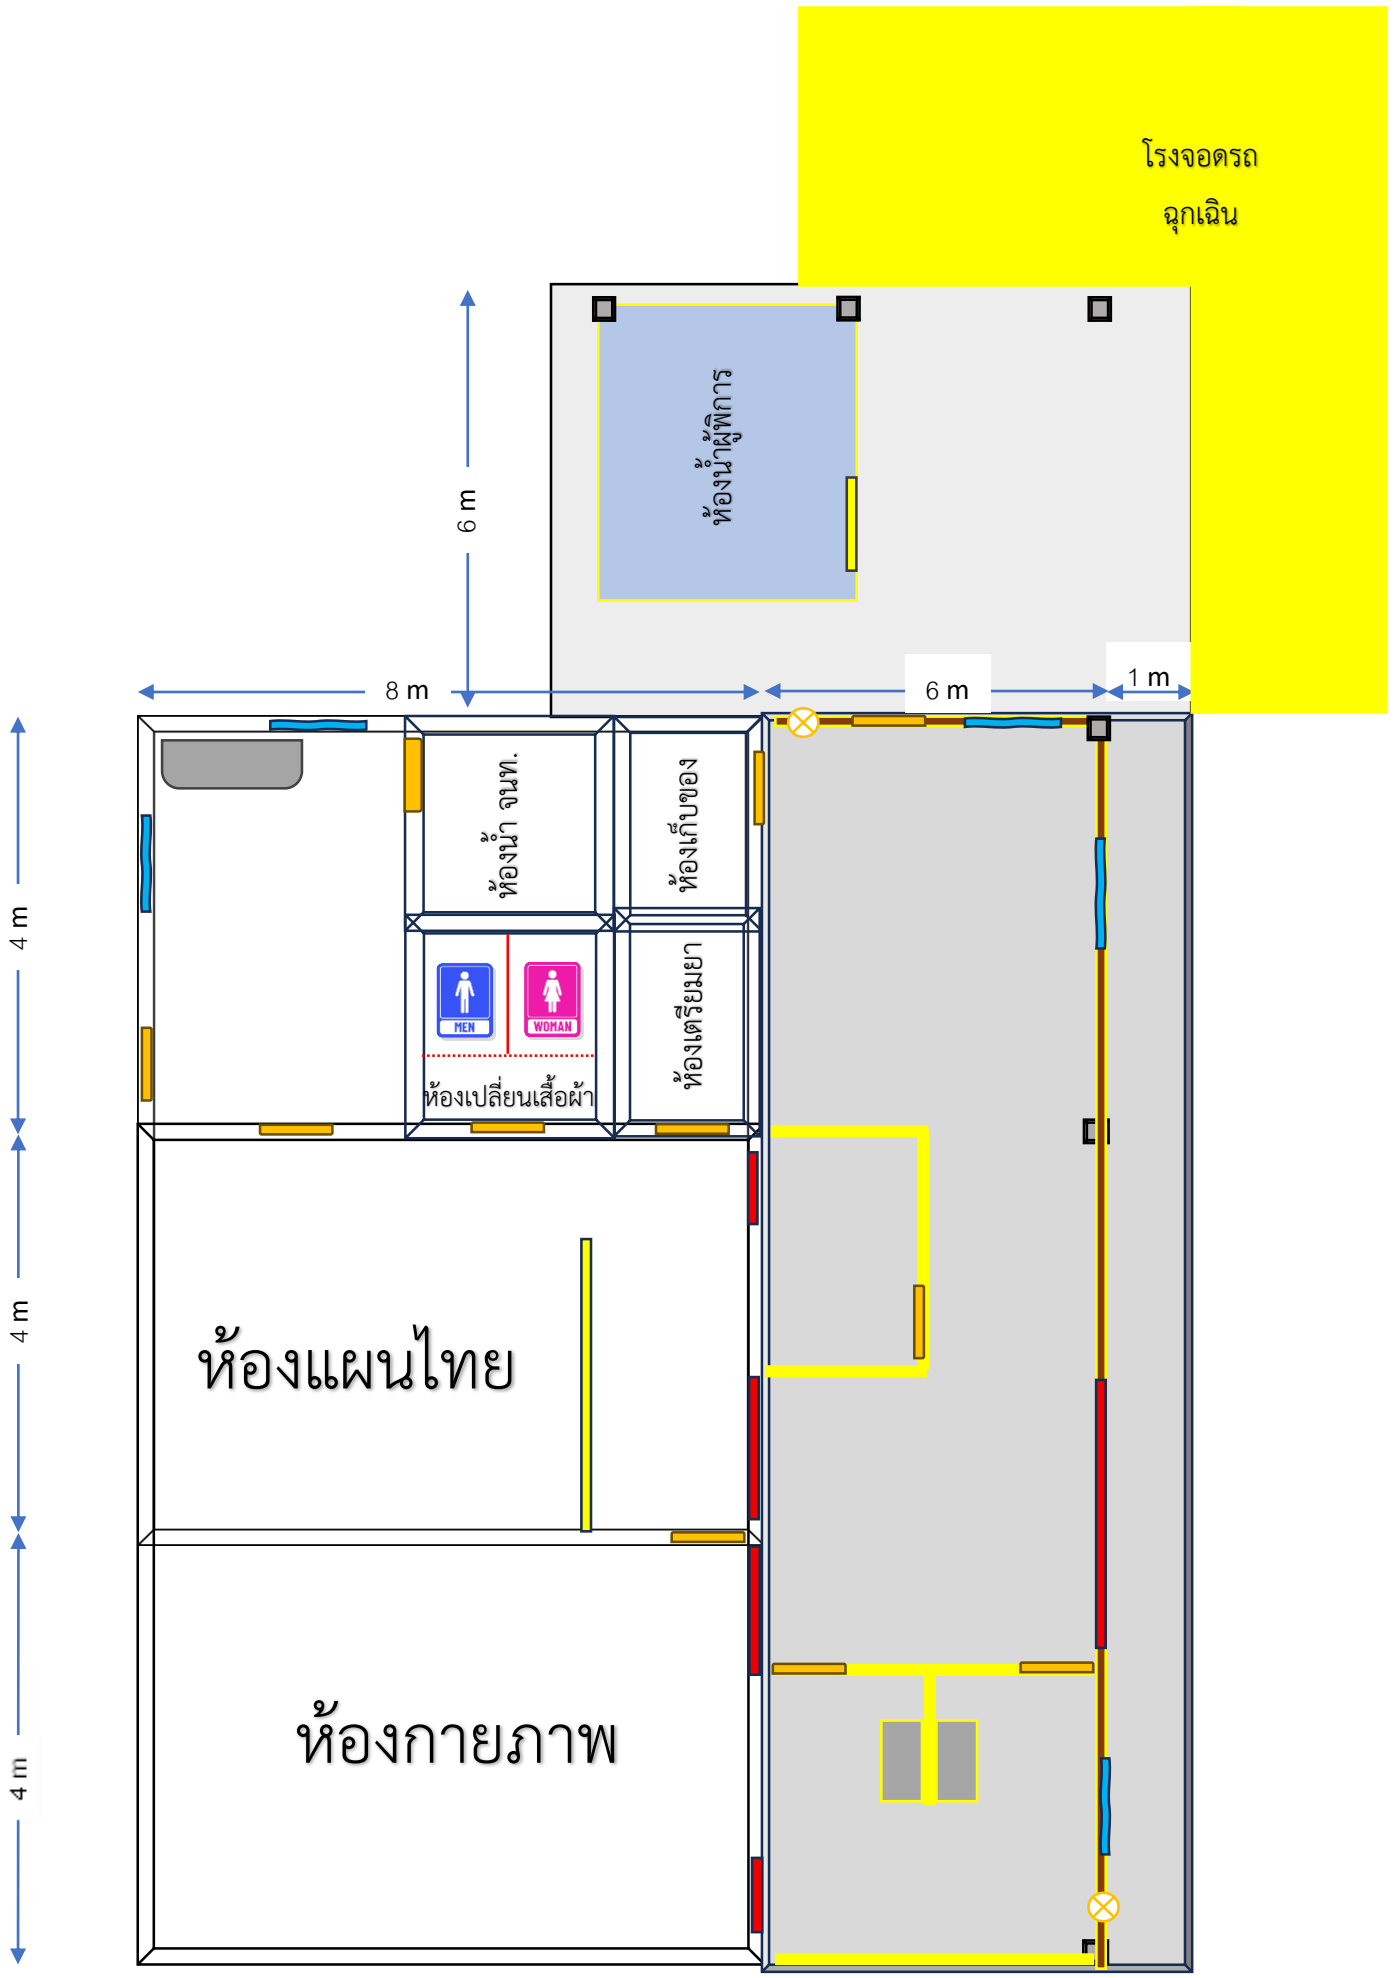 โรงจอดรถ
ฉุกเฉิน
ห้องน้ำผู้พิการ
6 m
8 m
6 m
1 m
ห้องน้ำ จนท.
ห้องเก็บของ
4 m
MEN
WOMAN
ห้องเตรียมยา
ห้องเปลี่ยนเสื้อผ้า
4 m
ห้องแผนไทย
ห้องกายภาพ
4 m